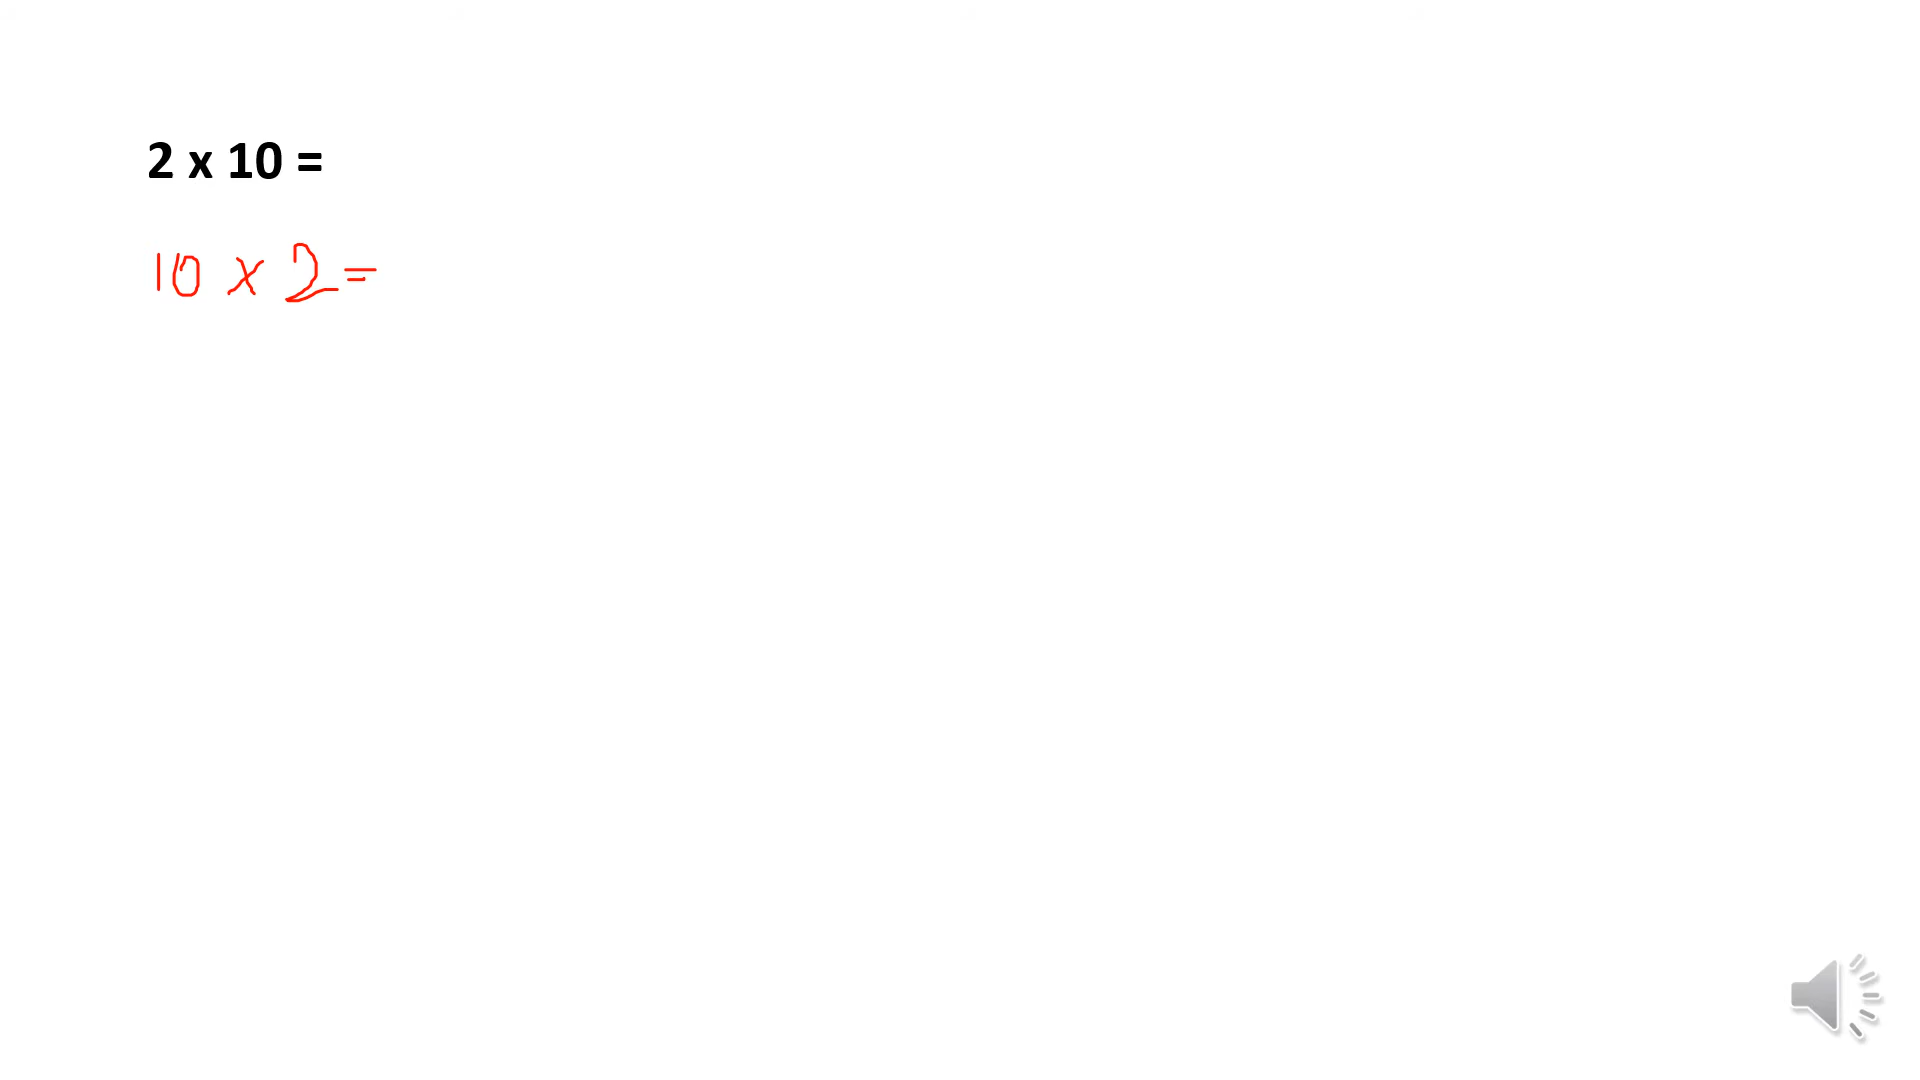 2 x 10 =
10 x 2 =